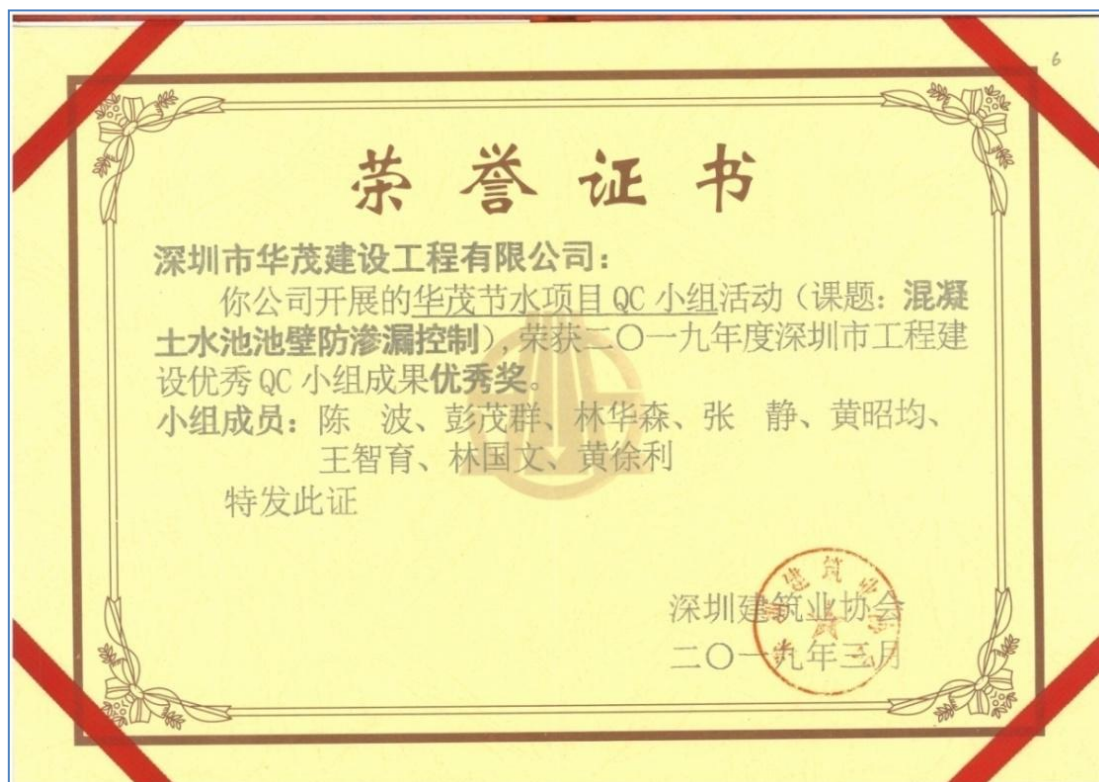 6
荣誉证书
深圳市华茂建设工程有限公司：
你公司开展的华茂节水项目QC小组活动（课题：混凝
土水池池壁防渗漏控制），荣获二〇一九年度深圳市工程建
设优秀QC小组成果优秀奖。
小组成员：陈　波、彭茂群、林华森、张　静、黄昭均、
王智育、林国文、黄徐利
特发此证
深圳建筑业协会
二〇一九年三月